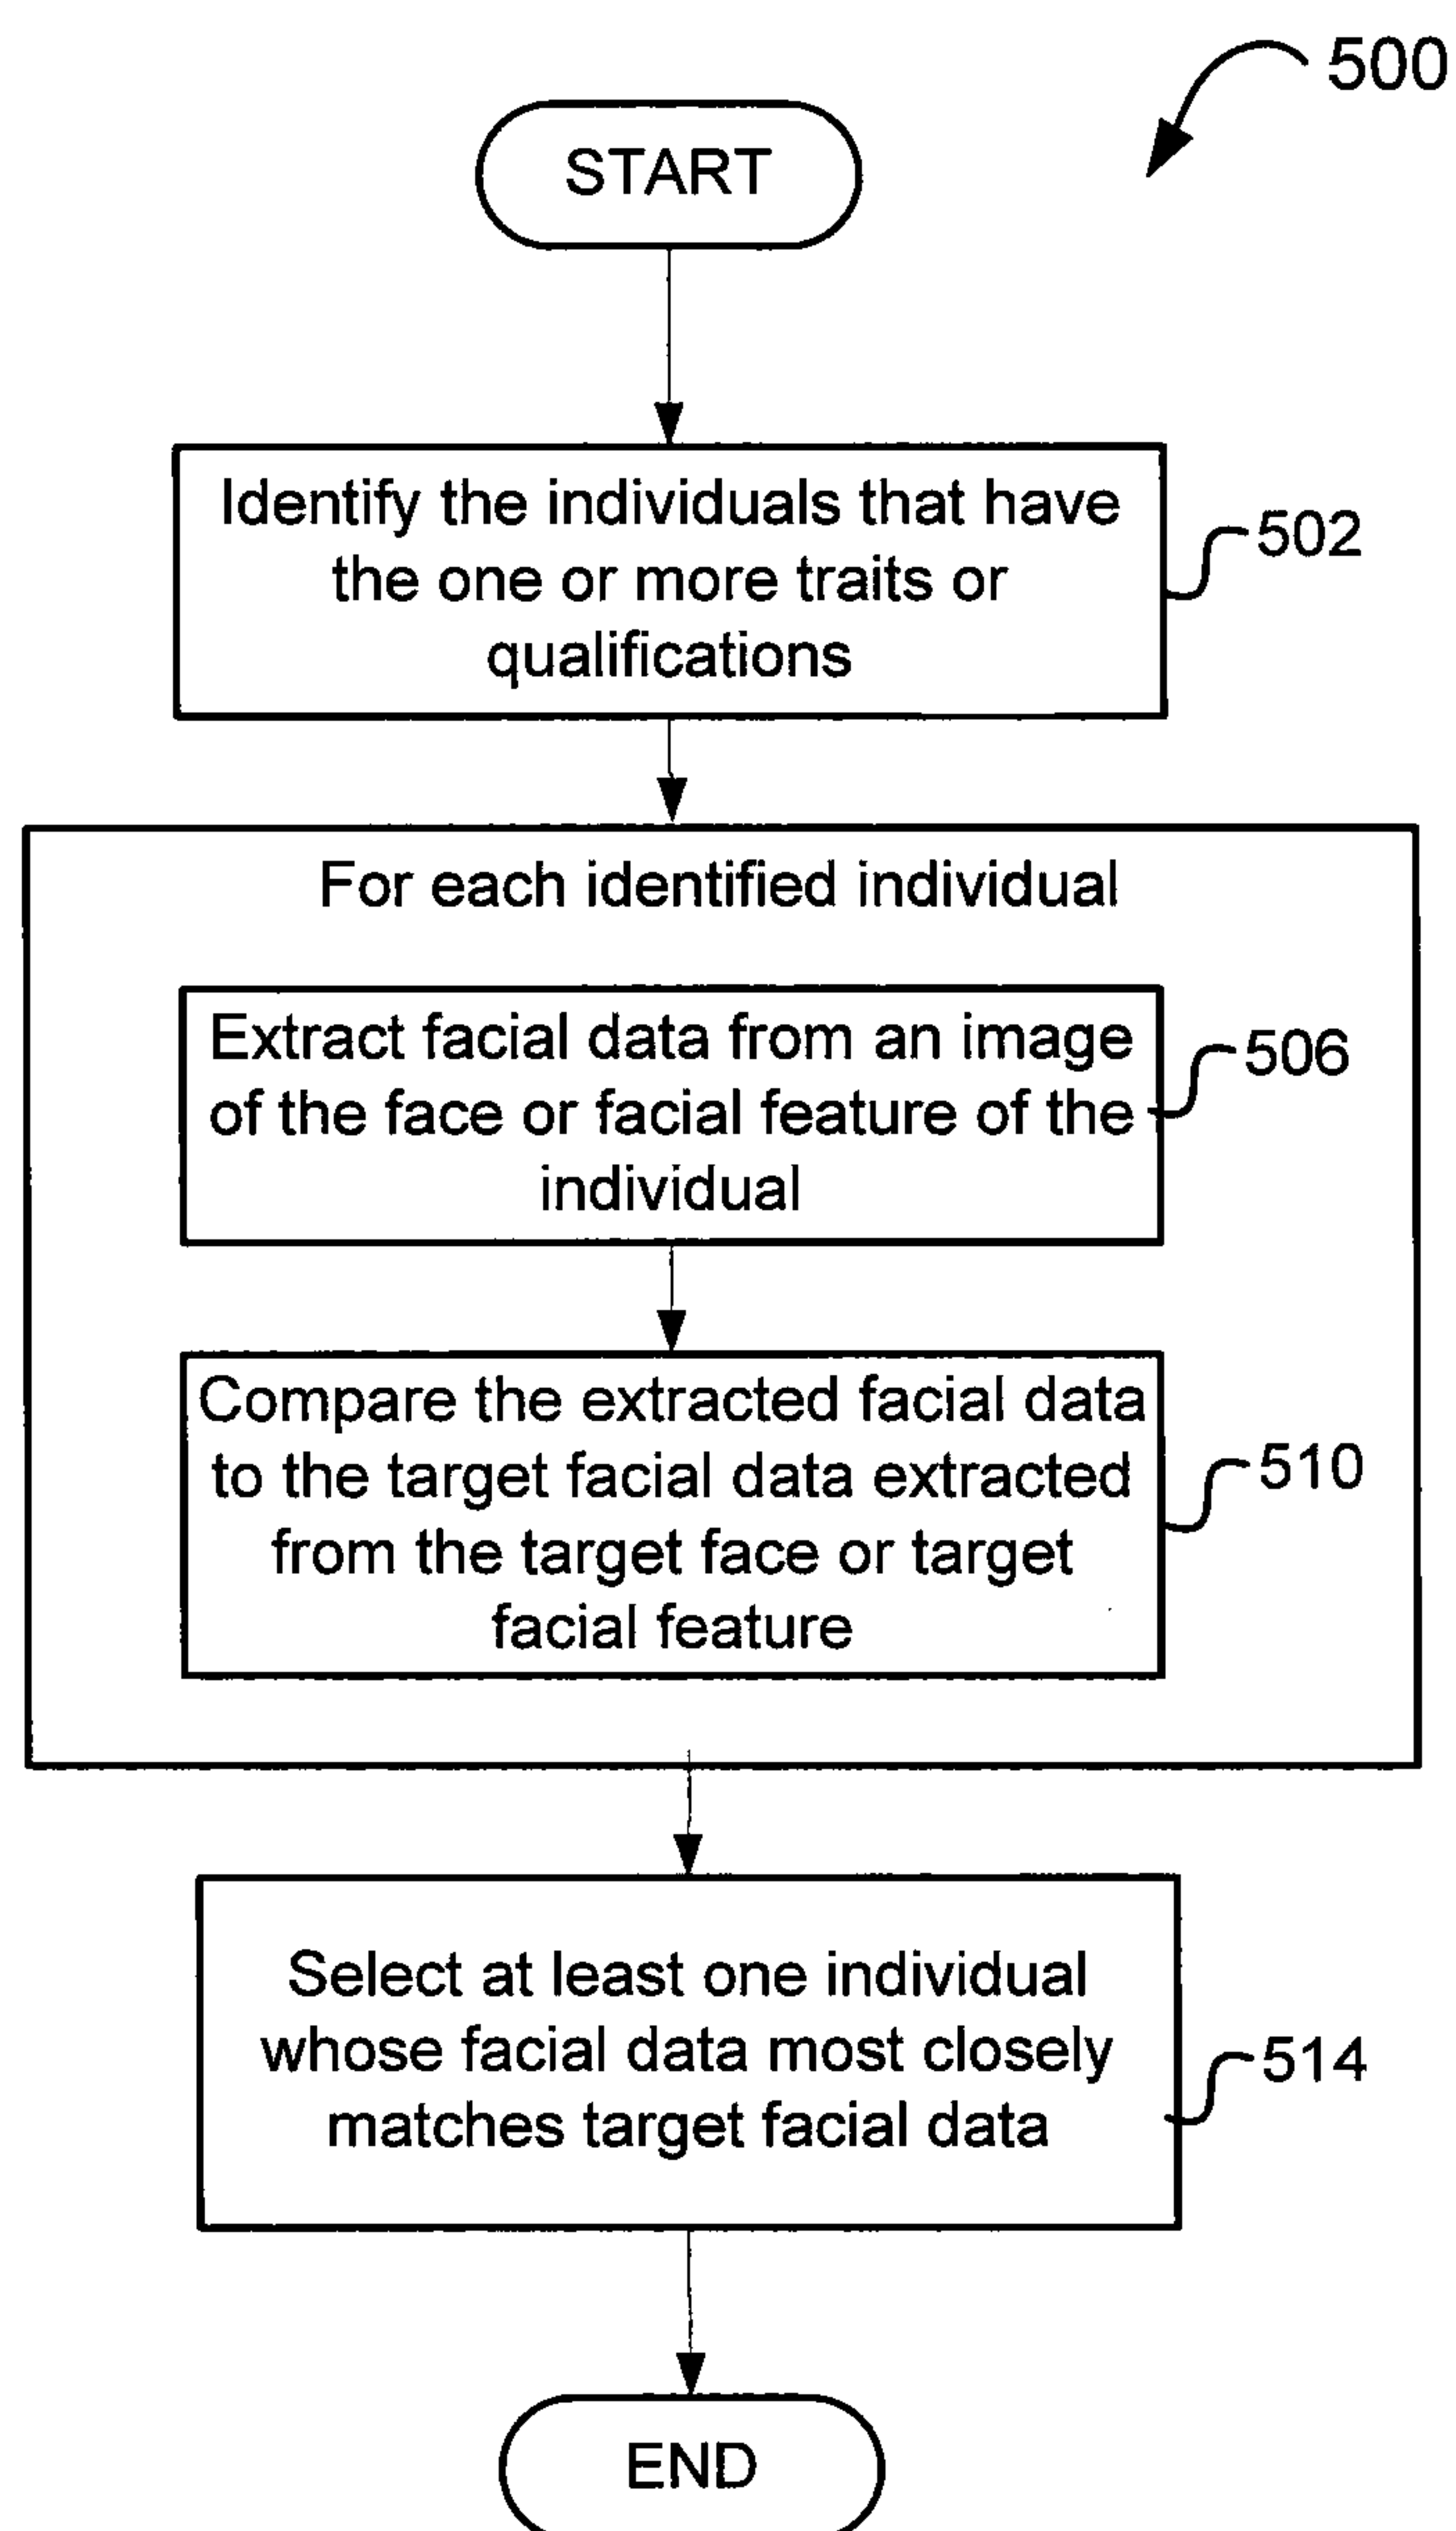 500
START
Identify the individuals that have
the one or more traits or
qualifications
502
For each identified individual
Extract facial data from an image
of the face or facial feature of the
individual
506
Compare the extracted facial data
to the target facial data extracted
from the target face or target
facial feature
510
Select at least one individual
whose facial data most closely
matches target facial data
514
END